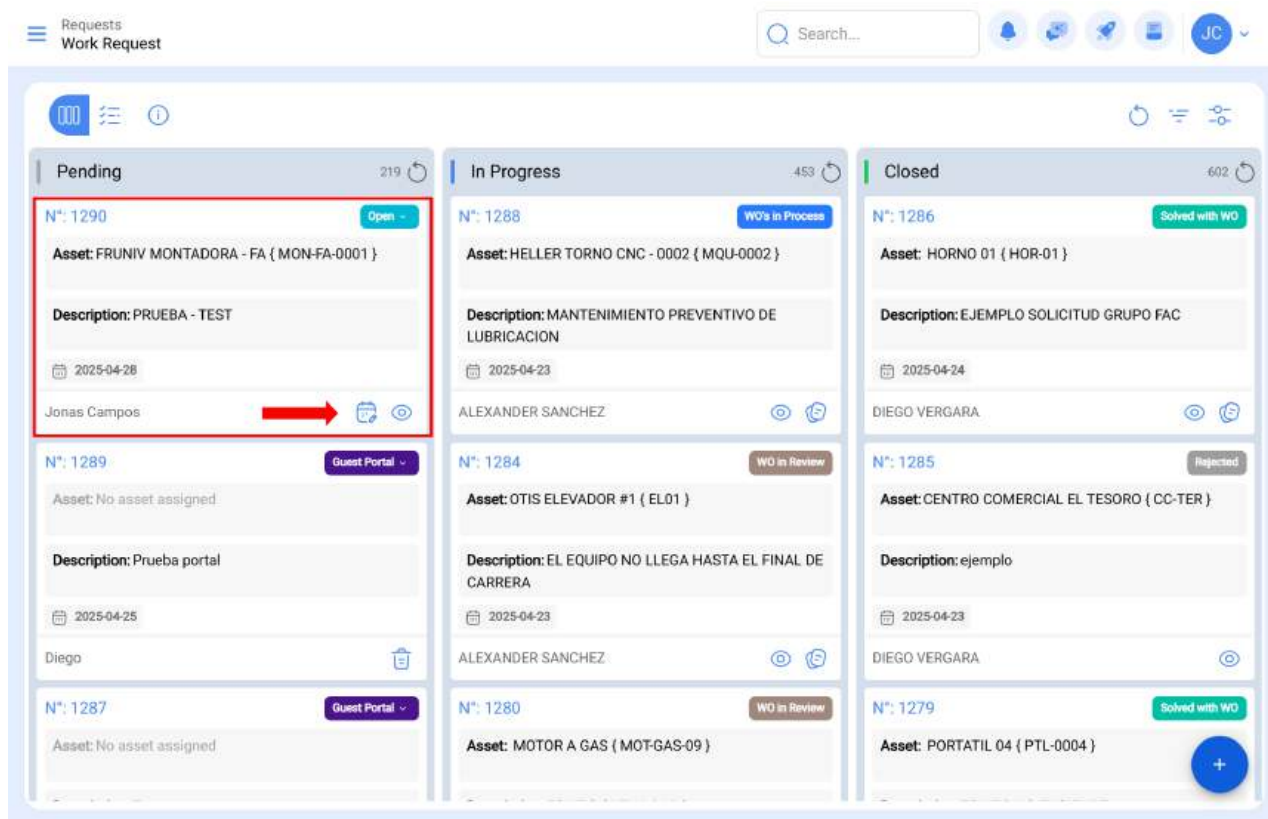 Requests
Work Request
Search...
JC
Pending
219
N°: 1290
Open
Asset: FRUNIV MONTADORA - FA { MON-FA-0001 }
Description: PRUEBA - TEST
2025-04-28
Jonas Campos
N°: 1289
Guest Portal
Asset: No asset assigned
Description: Prueba portal
2025-04-25
Diego
N°: 1287
Guest Portal
Asset: No asset assigned
In Progress
453
N°: 1288
WO's in Process
Asset: HELLER TORNO CNC - 0002 { MQU-0002 }
Description: MANTENIMIENTO PREVENTIVO DE
LUBRICACION
2025-04-23
ALEXANDER SANCHEZ
N°: 1284
WO in Review
Asset: OTIS ELEVADOR #1 { EL01 }
Description: EL EQUIPO NO LLEGA HASTA EL FINAL DE
CARRERA
2025-04-23
ALEXANDER SANCHEZ
N°: 1280
WO in Review
Asset: MOTOR A GAS { MOT-GAS-09 }
Closed
602
N°: 1286
Solved with WO
Asset: HORNO 01 { HOR-01 }
Description: EJEMPLO SOLICITUD GRUPO FAC
2025-04-24
DIEGO VERGARA
N°: 1285
Rejected
Asset: CENTRO COMERCIAL EL TESORO { CC-TER }
Description: ejemplo
2025-04-23
DIEGO VERGARA
N°: 1279
Solved with WO
Asset: PORTATIL 04 { PTL-0004 }